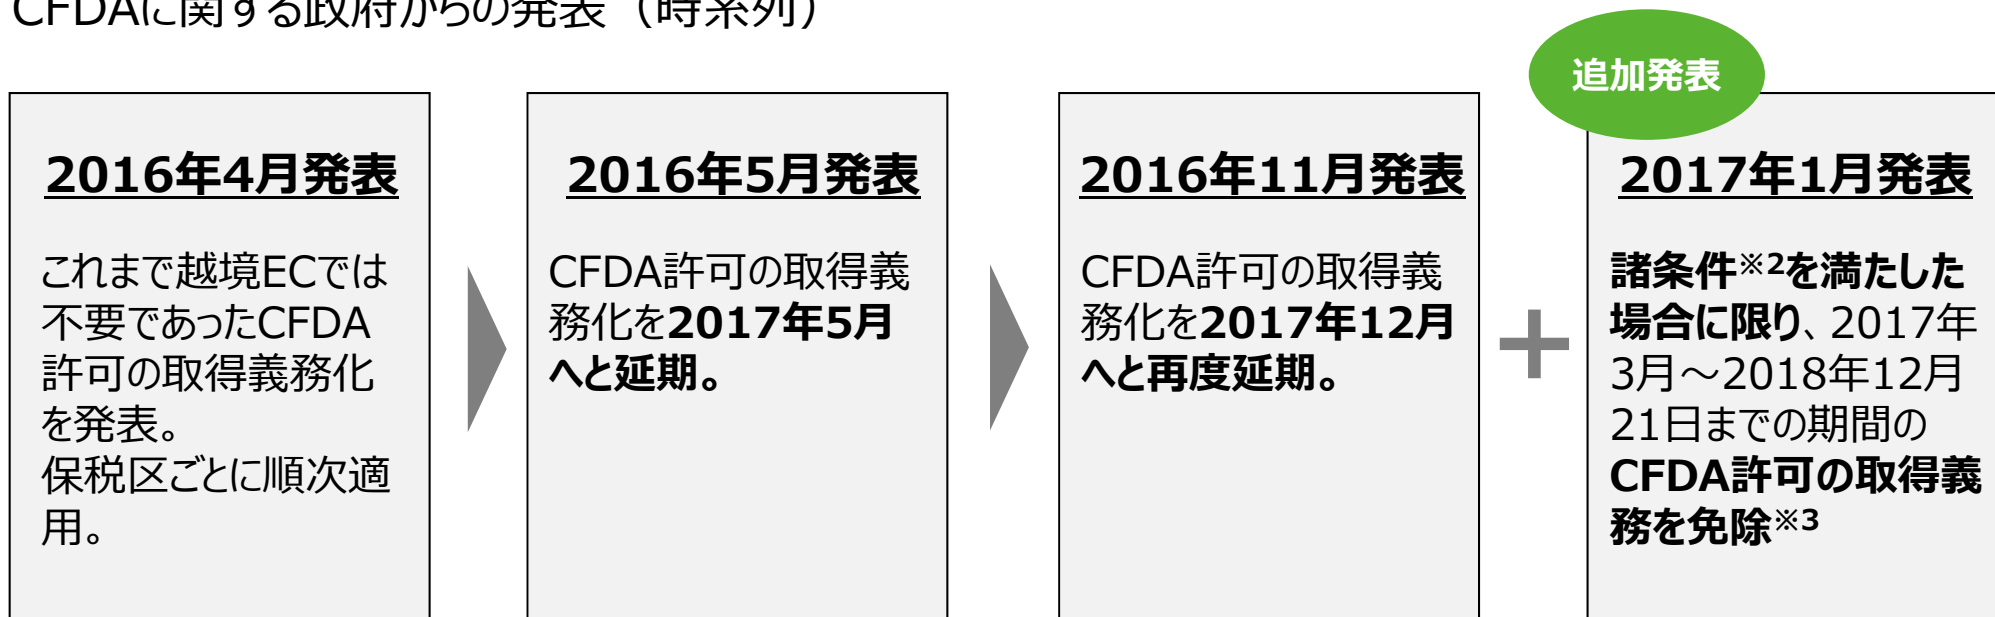 CFDAに関する政府からの発表（時系列）
追加発表
2016年4月発表
これまで越境ECでは
不要であったCFDA
許可の取得義務化
を発表。
保税区ごとに順次適
用。
2016年5月発表
CFDA許可の取得義
務化を2017年5月
へと延期。
2016年11月発表
CFDA許可の取得義
務化を2017年12月
へと再度延期。
+
2017年1月発表
諸条件※2を満たした
場合に限り、2017年
3月～2018年12月
21日までの期間の
CFDA許可の取得義
務を免除※3